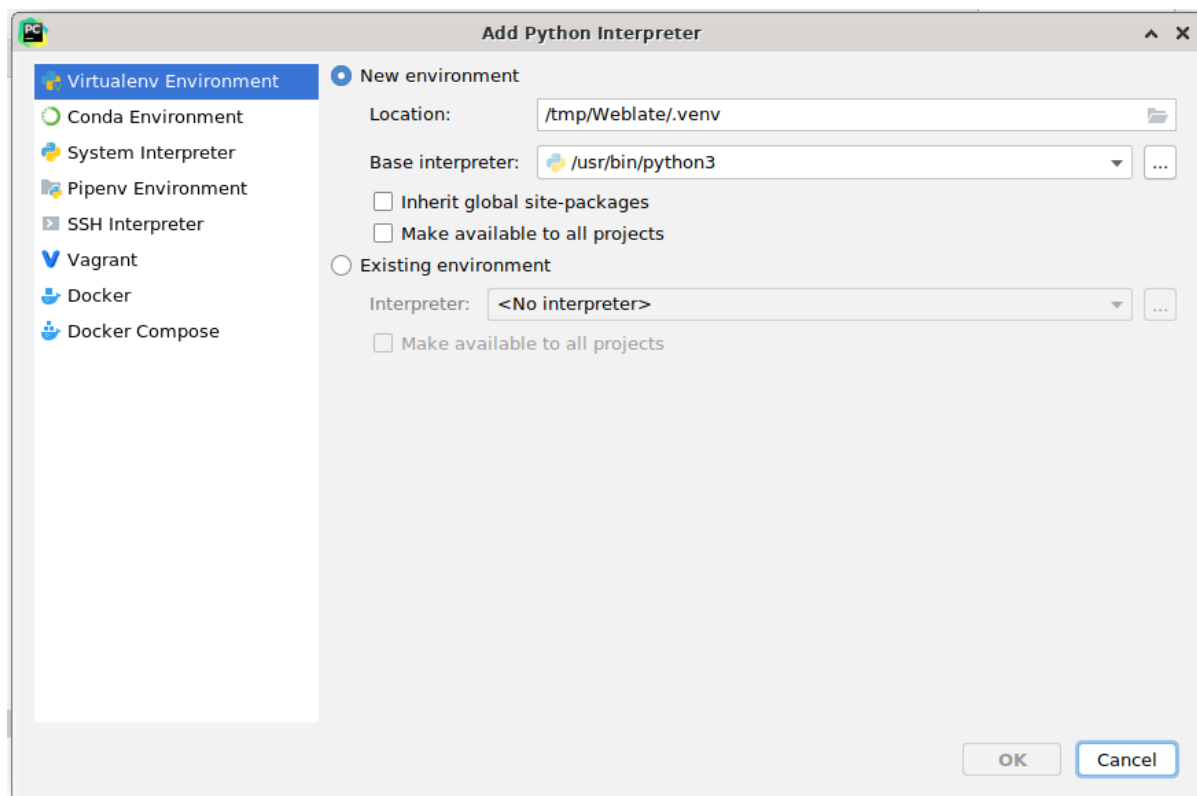 PC
Add Python Interpreter
Virtualenv Environment
Conda Environment
System Interpreter
Pipenv Environment
SSH Interpreter
Vagrant
Docker
Docker Compose
New environment
Location: /tmp/Weblate/.venv
Base interpreter: /usr/bin/python3 ...
Inherit global site-packages
Make available to all projects
Existing environment
Interpreter: <No interpreter> ...
Make available to all projects
OK Cancel